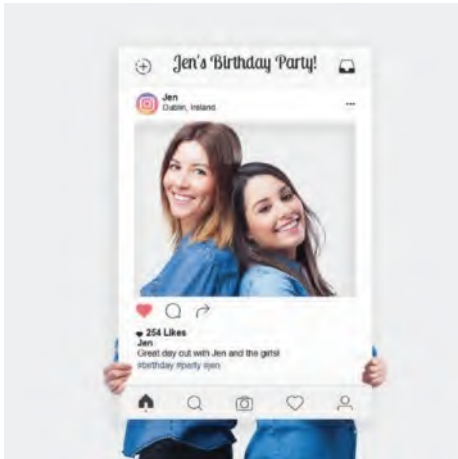 Jen's Birthday Party!
Jen
Dublin, Ireland
254 Likes
Jen
Great day out with Jen and the girls!
#birthday #party #jen